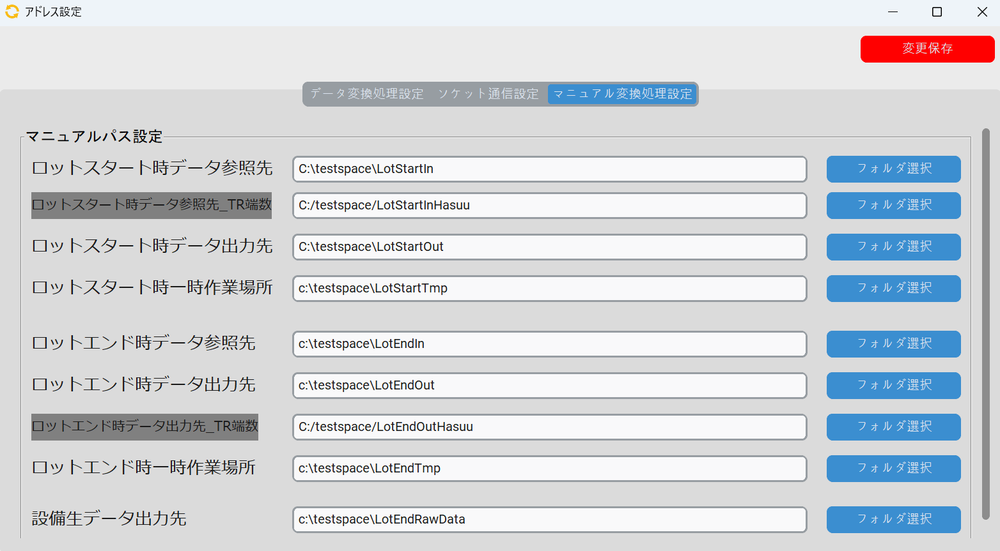 アドレス設定
変更保存
データ変換処理設定 ソケット通信設定 マニュアル変換処理設定
マニュアルパス設定
ロットスタート時データ参照先 C:\testspace\LotStartIn フォルダ選択
ロットスタート時データ参照先_TR端数 C:/testspace/LotStartInHasuu フォルダ選択
ロットスタート時データ出力先 C:\testspace\LotStartOut フォルダ選択
ロットスタート時一時作業場所 c:\testspace\LotStartTmp フォルダ選択
ロットエンド時データ参照先 c:\testspace\LotEndIn フォルダ選択
ロットエンド時データ出力先 c:\testspace\LotEndOut フォルダ選択
ロットエンド時データ出力先_TR端数 C:/testspace/LotEndOutHasuu フォルダ選択
ロットエンド時一時作業場所 c:\testspace\LotEndTmp フォルダ選択
設備生データ出力先 c:\testspace\LotEndRawData フォルダ選択